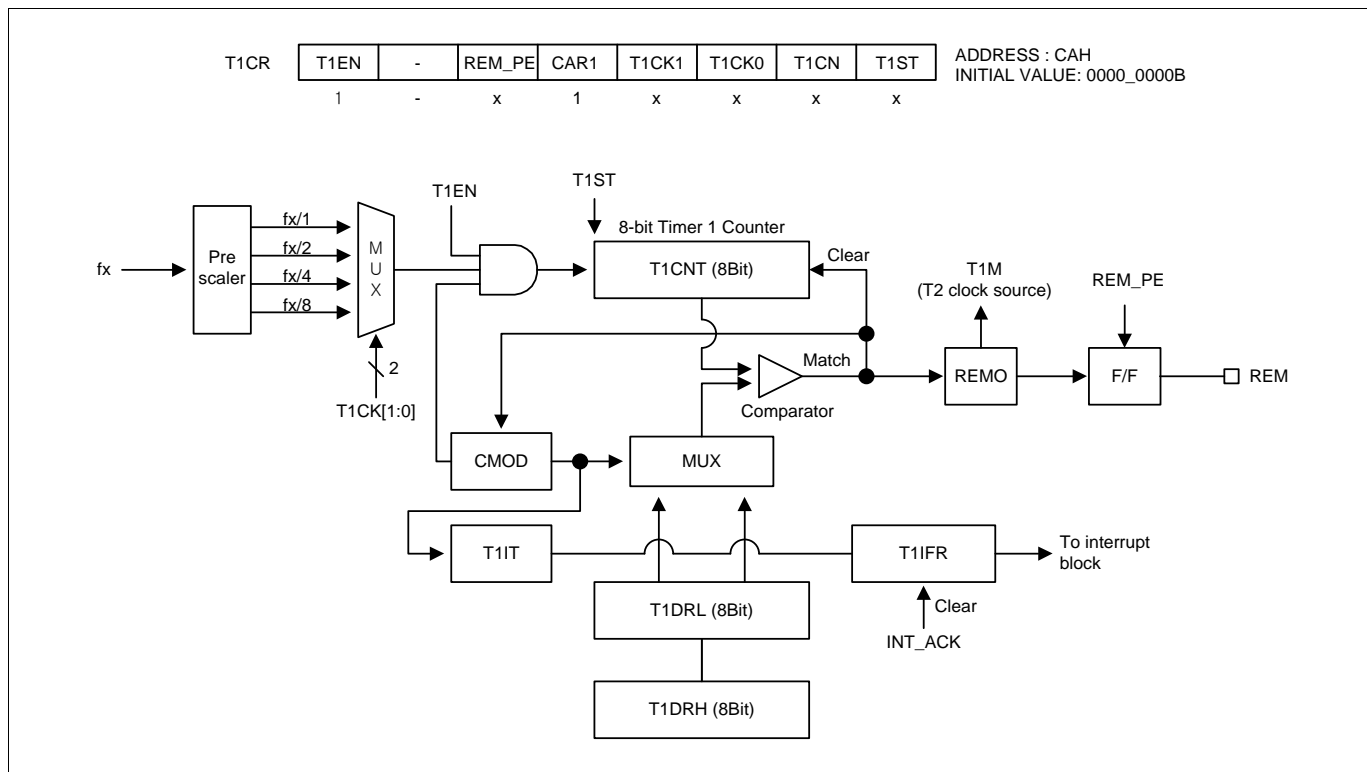 T1CR T1EN - REM_PE CAR1 T1CK1 T1CK0 T1CN T1ST ADDRESS : CAH
INITIAL VALUE: 0000_0000B
1 - x 1 x x x x
T1EN
T1ST
8-bit Timer 1 Counter
fx
Pre
scaler
fx/1
fx/2
fx/4
fx/8
M
U
X
T1CNT (8Bit)
Clear
T1M
(T2 clock source)
REM_PE
2
T1CK[1:0]
Match
Comparator
REMO
F/F
REM
CMOD
MUX
T1IT
T1IFR
To interrupt
block
T1DRL (8Bit)
Clear
INT_ACK
T1DRH (8Bit)